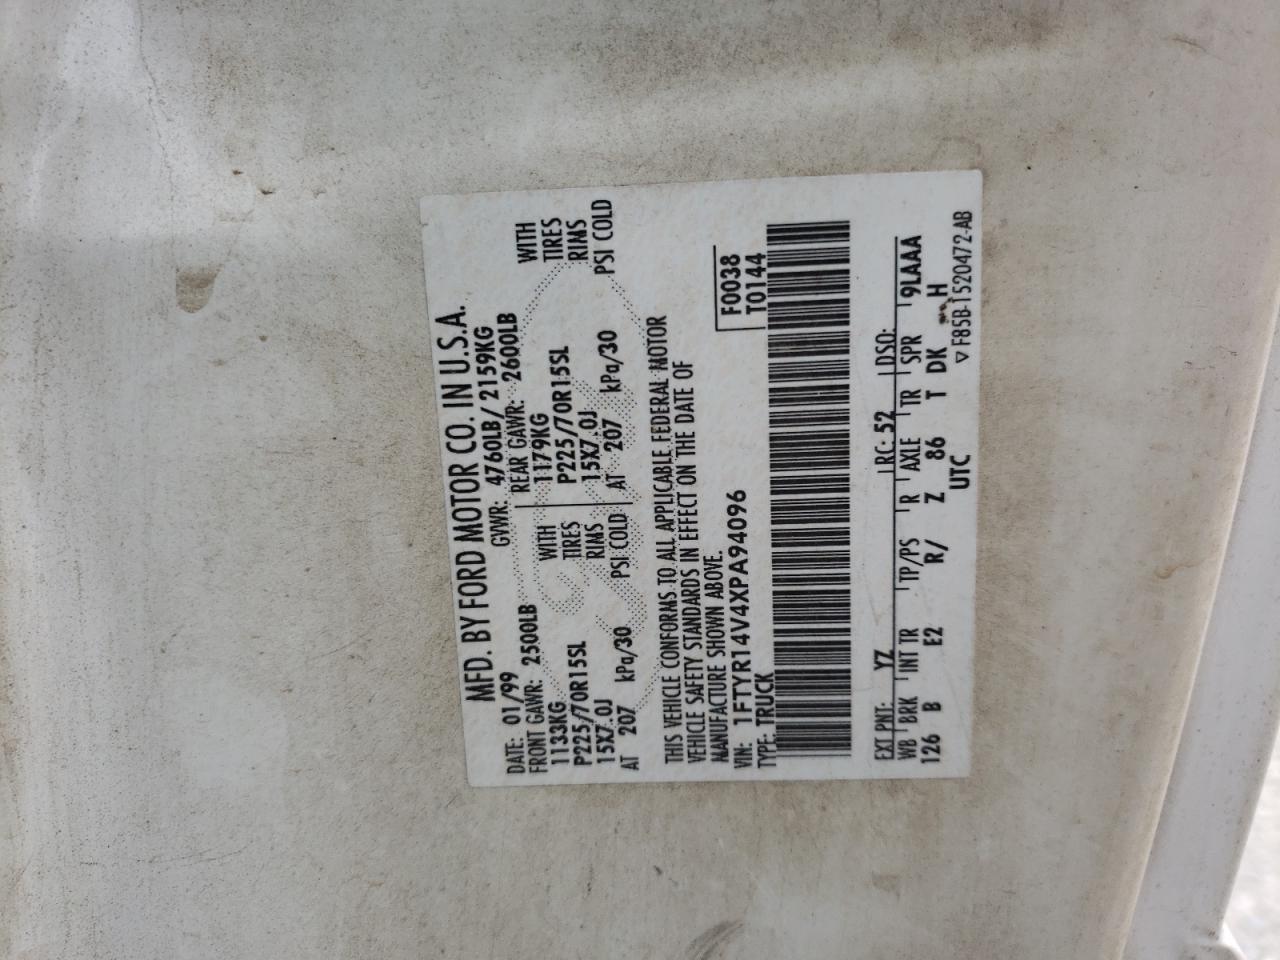 MFD. BY FORD MOTOR CO. IN U.S.A.
DATE: 01/99 GVWR: 4760LB/ 2159KG
FRONT GAWR: 2500LB REAR GAWR: 2600LB
1133KG WITH 1179KG WITH
P225/70R15SL TIRES P225/70R15SL TIRES
15X7.0J RIMS 15X7.0J RIMS
AT 207 kPa/30 PSI COLD AT 207 kPa/30 PSI COLD
THIS VEHICLE CONFORMS TO ALL APPLICABLE FEDERAL MOTOR
VEHICLE SAFETY STANDARDS IN EFFECT ON THE DATE OF
MANUFACTURE SHOWN ABOVE.
VIN: 1FTYR14V4XPA94096 F0038
TYPE: TRUCK T0144
EXT PNT: YZ RC: 52 DSO:
WB BRK INT TR TP/PS R AXLE TR SPR 9LAAA
126 B E2 R/ Z 86 T DK H
UTC ▽F85B-1520472-AB